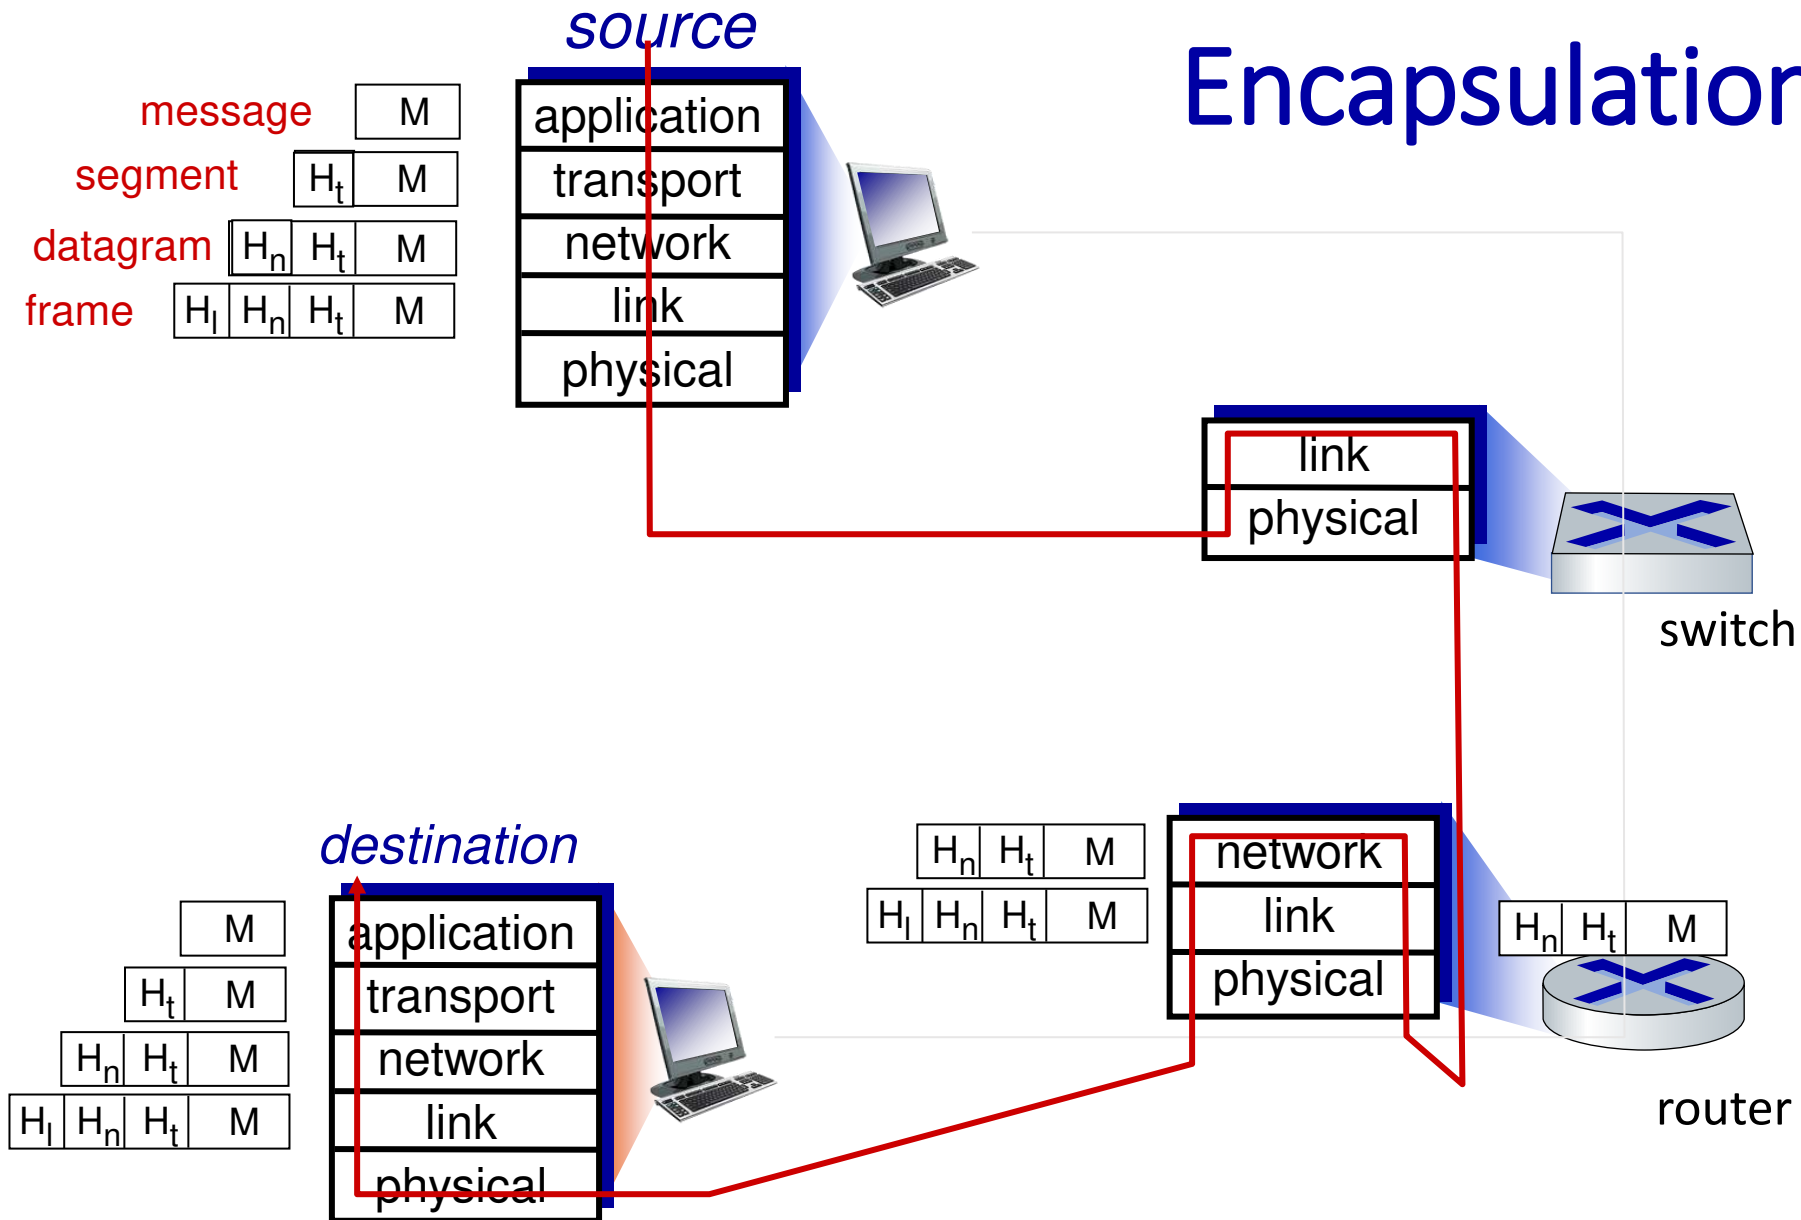 source
Encapsulation
message M
segment Ht M
datagram Hn Ht M
frame Hl Hn Ht M
application
transport
network
link
physical
link
physical
switch
destination
M
Ht M
Hn Ht M
Hl Hn Ht M
application
transport
network
link
physical
Hn Ht M
Hl Hn Ht M
network
link
physical
Hn Ht M
router